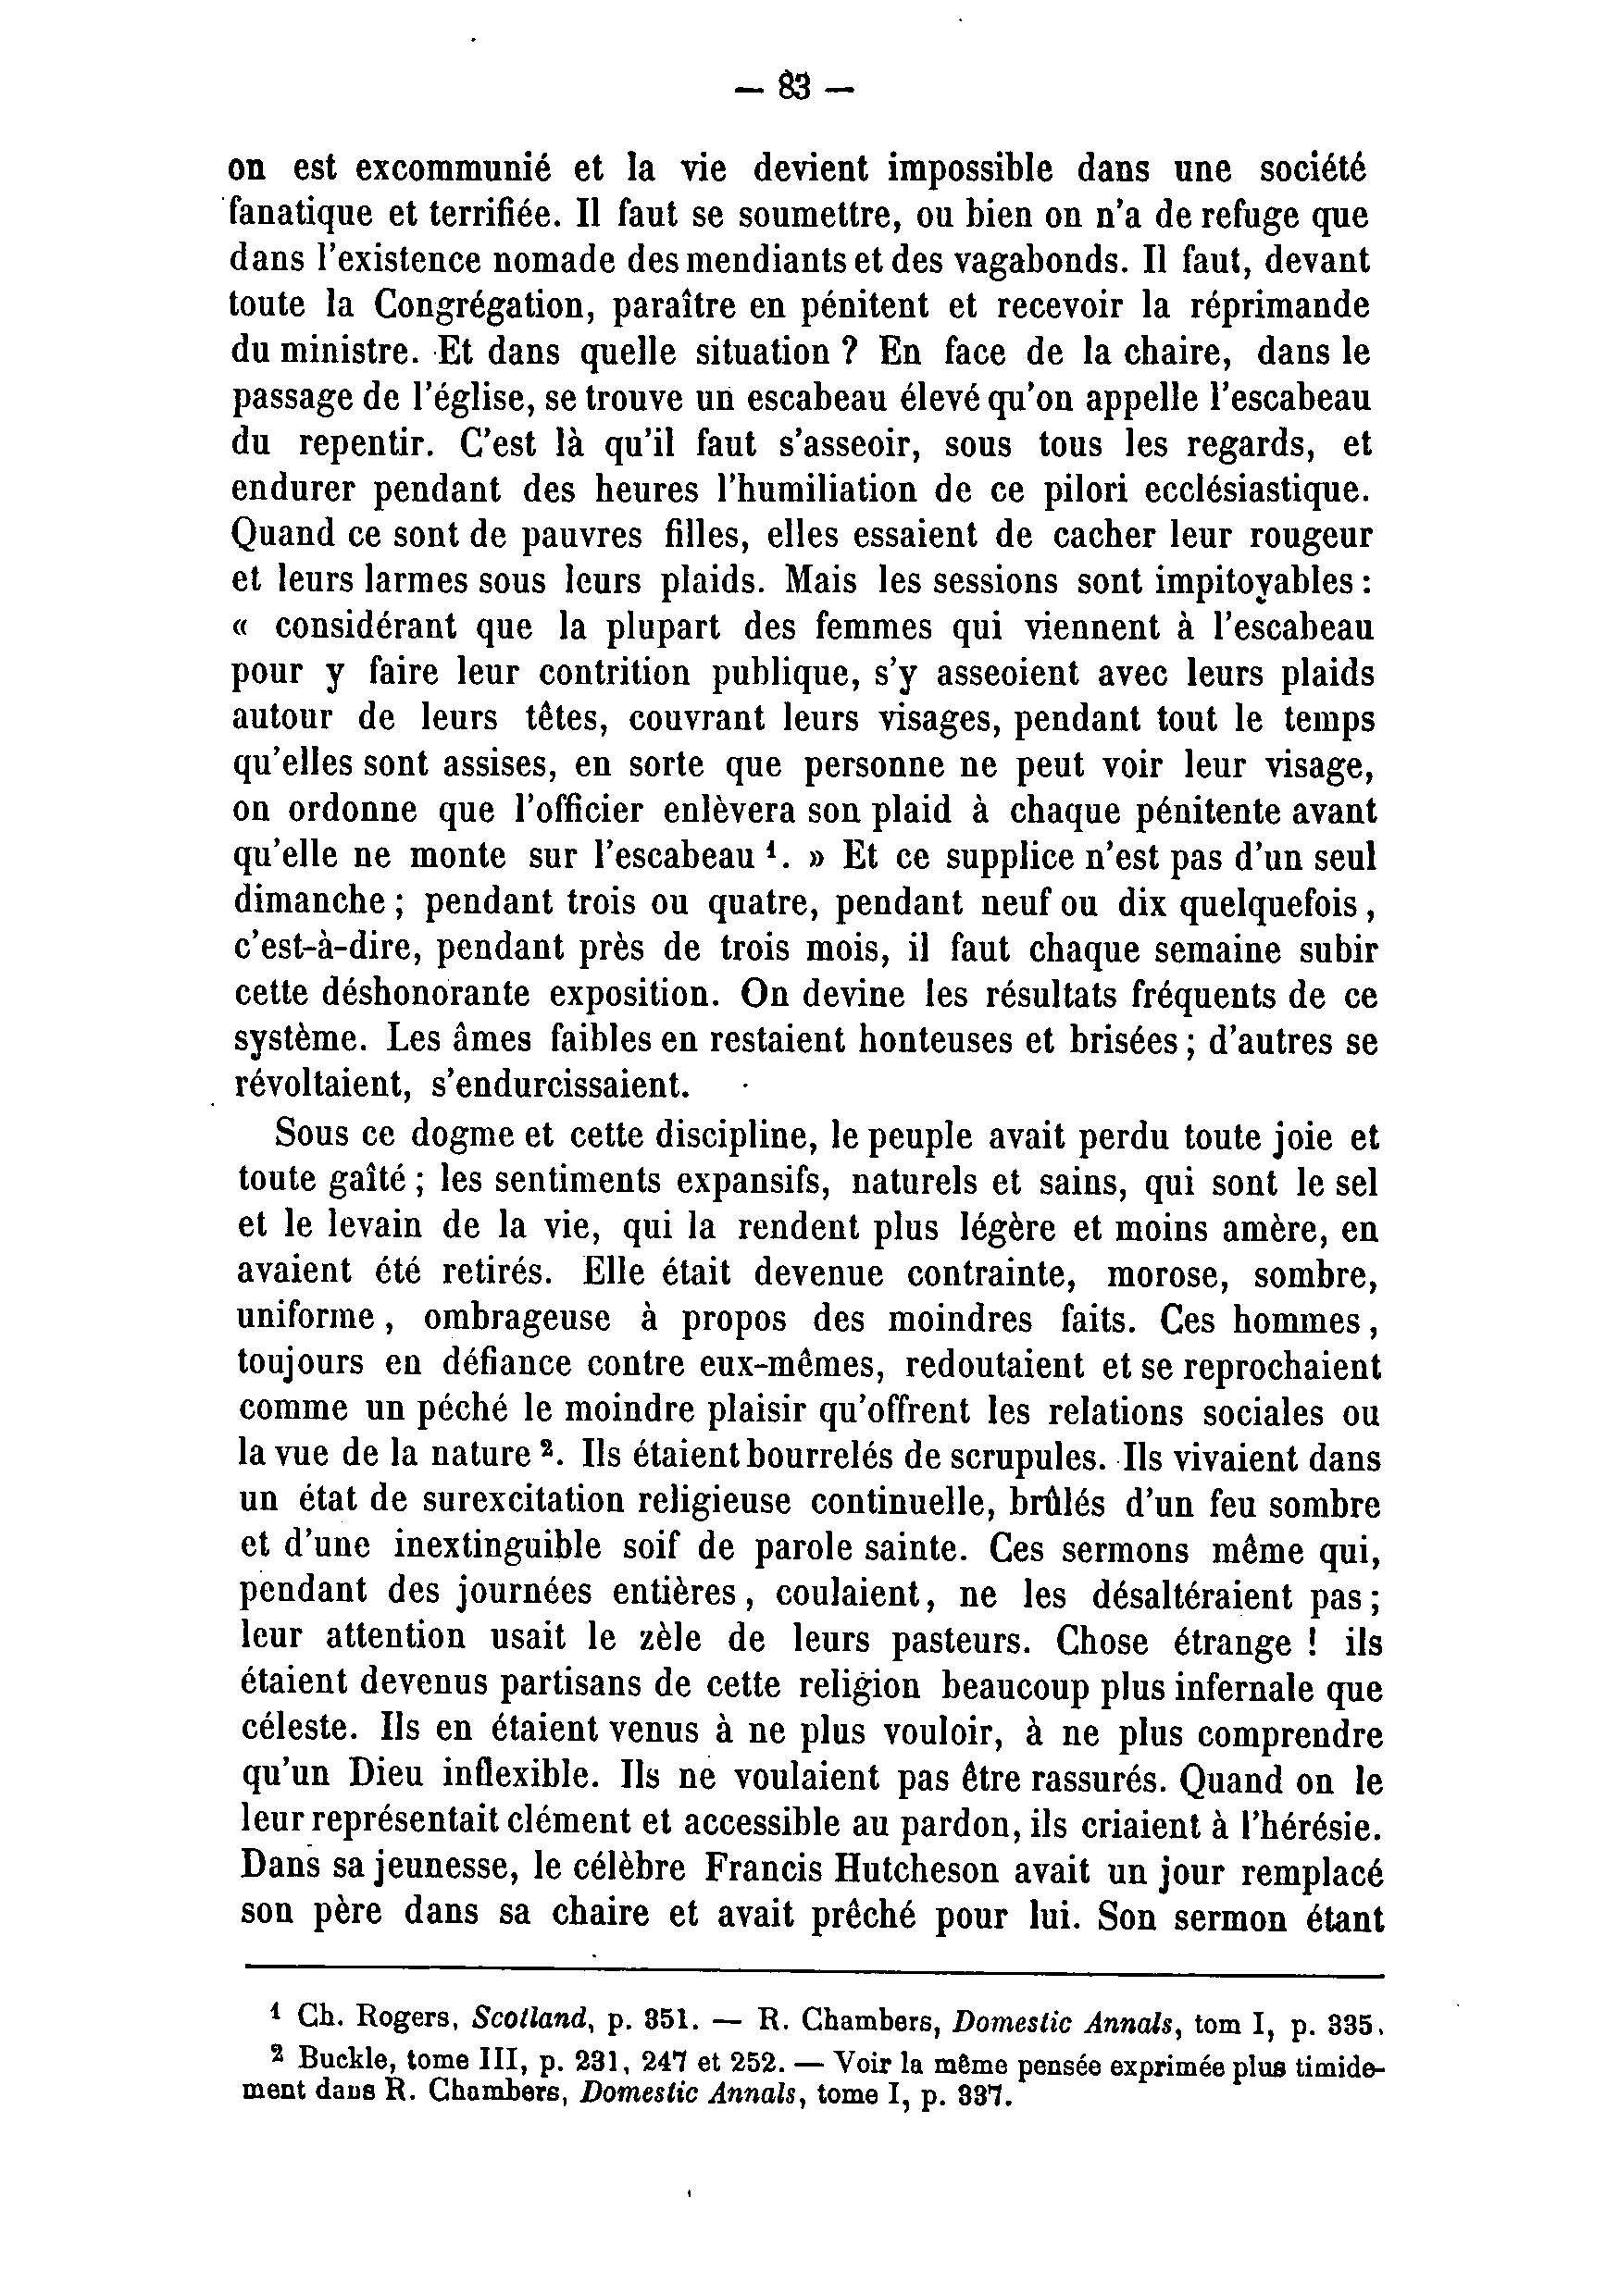 — 83 —
on est excommunié et la vie devient impossible dans une société
fanatique et terrifiée. Il faut se soumettre, ou bien on n'a de refuge que
dans l'existence nomade des mendiants et des vagabonds. Il faut, devant
toute la Congrégation, paraître en pénitent et recevoir la réprimande
du ministre. Et dans quelle situation ? En face de la chaire, dans le
passage de l'église, se trouve un escabeau élevé qu'on appelle l'escabeau
du repentir. C'est là qu'il faut s'asseoir, sous tous les regards, et
endurer pendant des heures l'humiliation de ce pilori ecclésiastique.
Quand ce sont de pauvres filles, elles essaient de cacher leur rougeur
et leurs larmes sous leurs plaids. Mais les sessions sont impitoyables :
« considérant que la plupart des femmes qui viennent à l'escabeau
pour y faire leur contrition publique, s'y asseoient avec leurs plaids
autour de leurs têtes, couvrant leurs visages, pendant tout le temps
qu'elles sont assises, en sorte que personne ne peut voir leur visage,
on ordonne que l'officier enlèvera son plaid à chaque pénitente avant
qu'elle ne monte sur l'escabeau ¹. » Et ce supplice n'est pas d'un seul
dimanche ; pendant trois ou quatre, pendant neuf ou dix quelquefois,
c'est-à-dire, pendant près de trois mois, il faut chaque semaine subir
cette déshonorante exposition. On devine les résultats fréquents de ce
système. Les âmes faibles en restaient honteuses et brisées ; d'autres se
révoltaient, s'endurcissaient.
Sous ce dogme et cette discipline, le peuple avait perdu toute joie et
toute gaîté ; les sentiments expansifs, naturels et sains, qui sont le sel
et le levain de la vie, qui la rendent plus légère et moins amère, en
avaient été retirés. Elle était devenue contrainte, morose, sombre,
uniforme, ombrageuse à propos des moindres faits. Ces hommes,
toujours en défiance contre eux-mêmes, redoutaient et se reprochaient
comme un péché le moindre plaisir qu'offrent les relations sociales ou
la vue de la nature ². Ils étaient bourrelés de scrupules. Ils vivaient dans
un état de surexcitation religieuse continuelle, brûlés d'un feu sombre
et d'une inextinguible soif de parole sainte. Ces sermons même qui,
pendant des journées entières, coulaient, ne les désaltéraient pas ;
leur attention usait le zèle de leurs pasteurs. Chose étrange ! ils
étaient devenus partisans de cette religion beaucoup plus infernale que
céleste. Ils en étaient venus à ne plus vouloir, à ne plus comprendre
qu'un Dieu inflexible. Ils ne voulaient pas être rassurés. Quand on le
leur représentait clément et accessible au pardon, ils criaient à l'hérésie.
Dans sa jeunesse, le célèbre Francis Hutcheson avait un jour remplacé
son père dans sa chaire et avait prêché pour lui. Son sermon étant
¹ Ch. Rogers, Scotland, p. 351. — R. Chambers, Domestic Annals, tom I, p. 335.
² Buckle, tome III, p. 231, 247 et 252. — Voir la même pensée exprimée plus timide-
ment dans R. Chambers, Domestic Annals, tome I, p. 337.